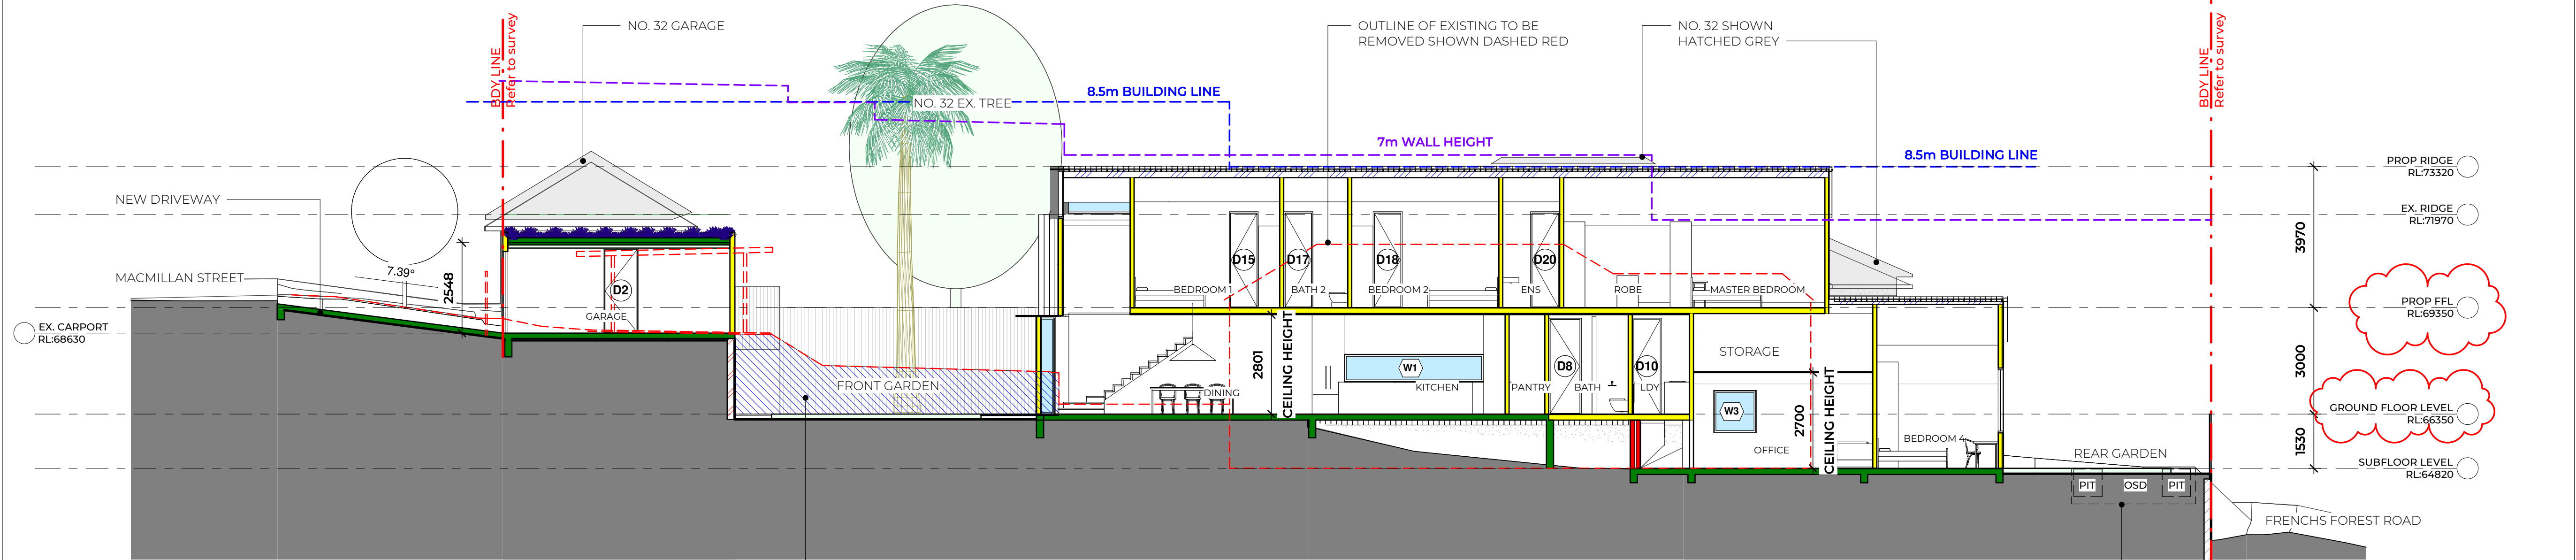 NO. 32 GARAGE
OUTLINE OF EXISTING TO BE
REMOVED SHOWN DASHED RED
NO. 32 SHOWN
HATCHED GREY
BDY LINE
Refer to survey
BDY LINE
Refer to survey
8.5m BUILDING LINE
NO. 32 EX. TREE
7m WALL HEIGHT
8.5m BUILDING LINE
PROP RIDGE
RL:73320
NEW DRIVEWAY
EX. RIDGE
RL:71970
3970
MACMILLAN STREET
7.39°
2548
D2
GARAGE
D15
D17
D18
D20
BEDROOM 1
BATH 2
BEDROOM 2
ENS
ROBE
MASTER BEDROOM
PROP FFL
RL:69350
EX. CARPORT
RL:68630
3000
2801
CEILING HEIGHT
STORAGE
W1
D8
D10
FRONT GARDEN
DINING
KITCHEN
PANTRY
BATH
LDY
W3
2700
CEILING HEIGHT
GROUND FLOOR LEVEL
RL:66350
OFFICE
BEDROOM 4
1530
REAR GARDEN
SUBFLOOR LEVEL
RL:64820
PIT
OSD
PIT
FRENCHS FOREST ROAD